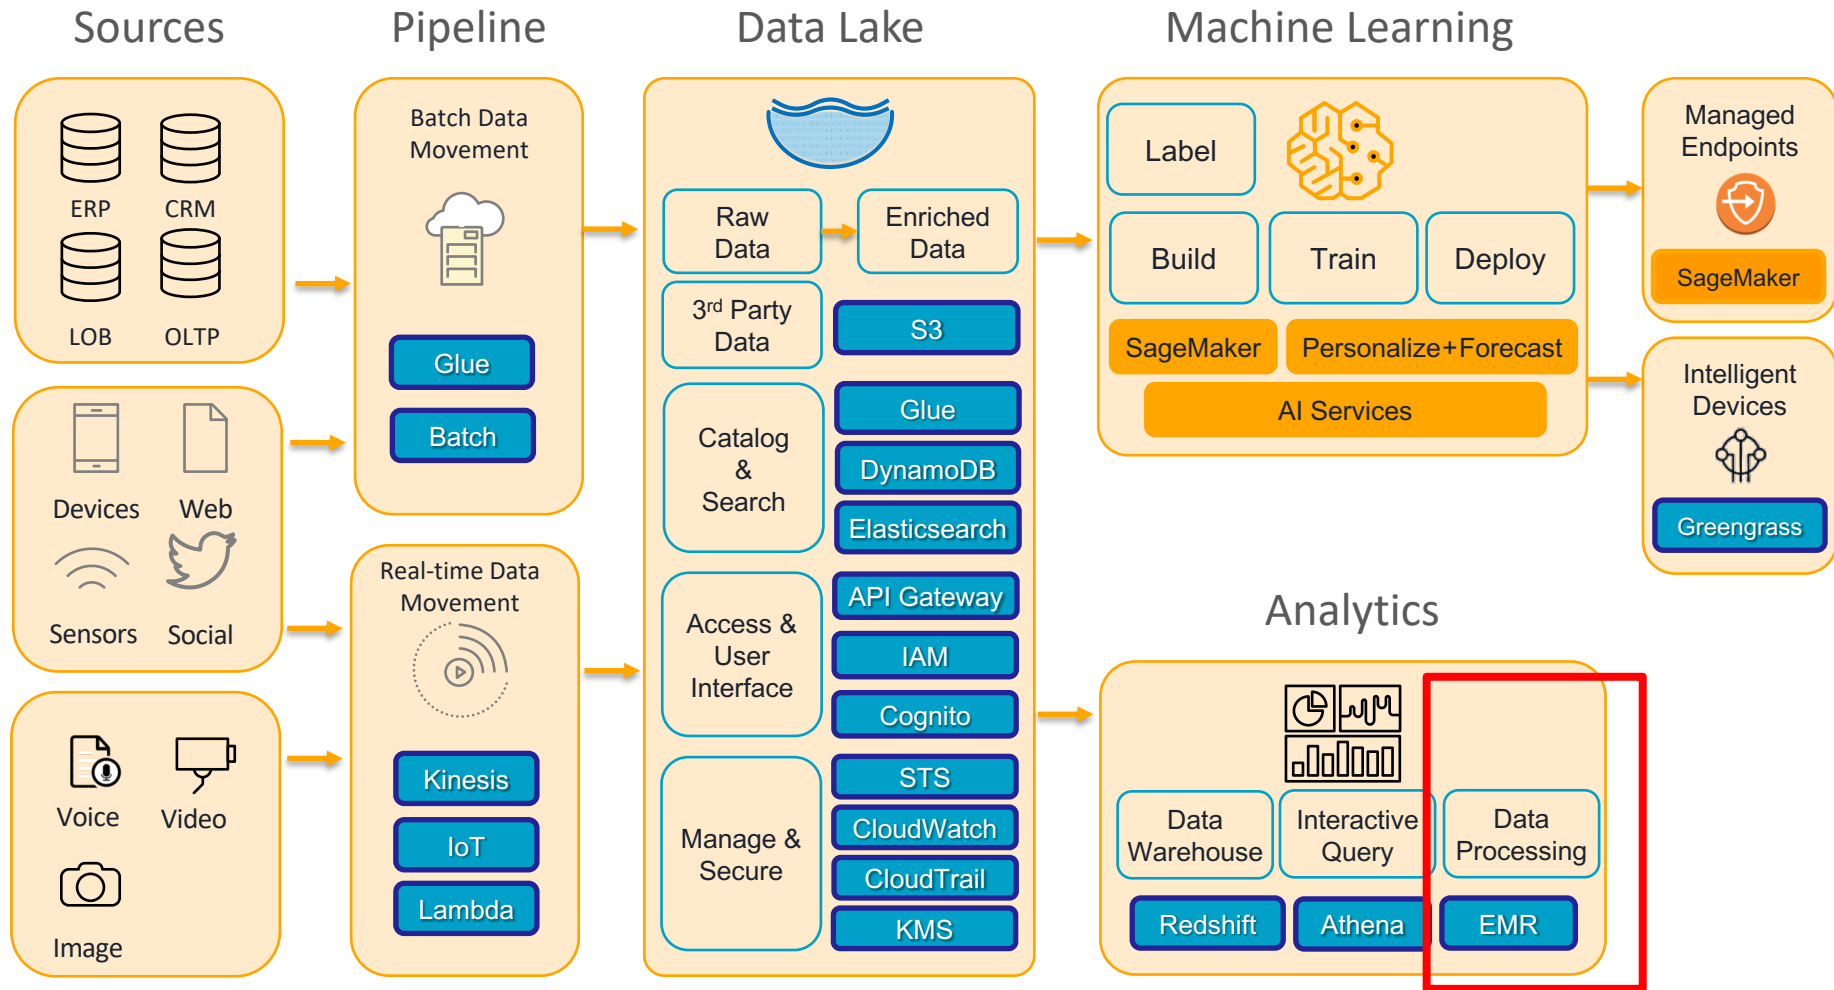 Sources
Pipeline
Data Lake
Machine Learning
ERP
CRM
LOB
OLTP
Devices
Web
Sensors
Social
Voice
Video
Image
Batch Data
Movement
Glue
Batch
Real-time Data
Movement
Kinesis
IoT
Lambda
Raw
Data
Enriched
Data
3rd Party
Data
S3
Catalog
&
Search
Glue
DynamoDB
Elasticsearch
Access &
User
Interface
API Gateway
IAM
Cognito
Manage &
Secure
STS
CloudWatch
CloudTrail
KMS
Label
Build
Train
Deploy
SageMaker
Personalize+Forecast
AI Services
Managed
Endpoints
SageMaker
Intelligent
Devices
Greengrass
Analytics
Data
Warehouse
Interactive
Query
Data
Processing
Redshift
Athena
EMR